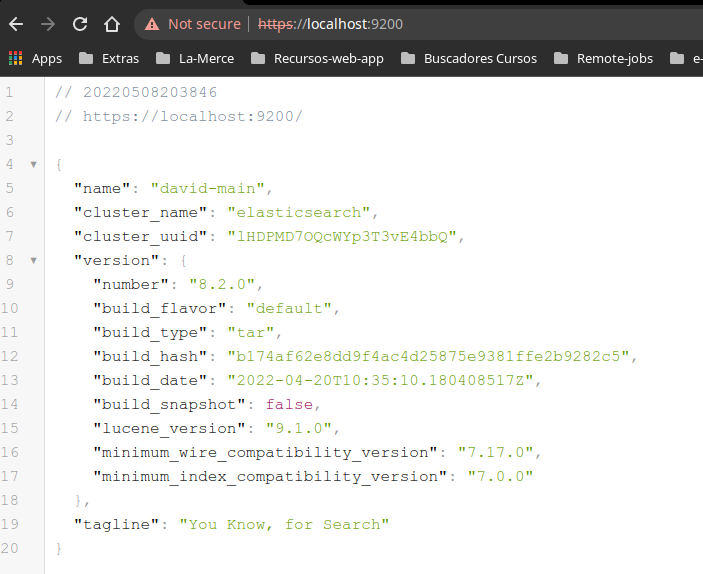 Not secure https://localhost:9200
Apps Extras La-Merce Recursos-web-app Buscadores Cursos Remote-jobs e-
1 // 20220508203846
2 // https://localhost:9200/
3
4 {
5 "name": "david-main",
6 "cluster_name": "elasticsearch",
7 "cluster_uuid": "lHDPMD7OQcWYp3T3vE4bbQ",
8 "version": {
9 "number": "8.2.0",
10 "build_flavor": "default",
11 "build_type": "tar",
12 "build_hash": "b174af62e8dd9f4ac4d25875e9381ffe2b9282c5",
13 "build_date": "2022-04-20T10:35:10.180408517Z",
14 "build_snapshot": false,
15 "lucene_version": "9.1.0",
16 "minimum_wire_compatibility_version": "7.17.0",
17 "minimum_index_compatibility_version": "7.0.0"
18 },
19 "tagline": "You Know, for Search"
20 }